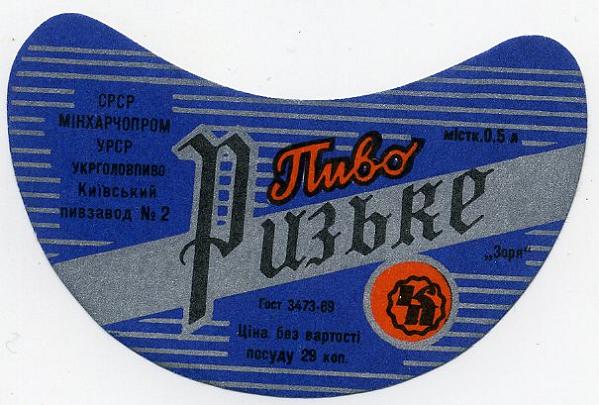 СРСР
МІНХАРЧОПРОМ
УРСР
УКРГОЛОВПИВО
Київський
пивзавод № 2
Пиво
містк. 0,5 л
Ризьке
„Зоря“
Гост 3473-69
Ціна без вартості
посуду 29 коп.